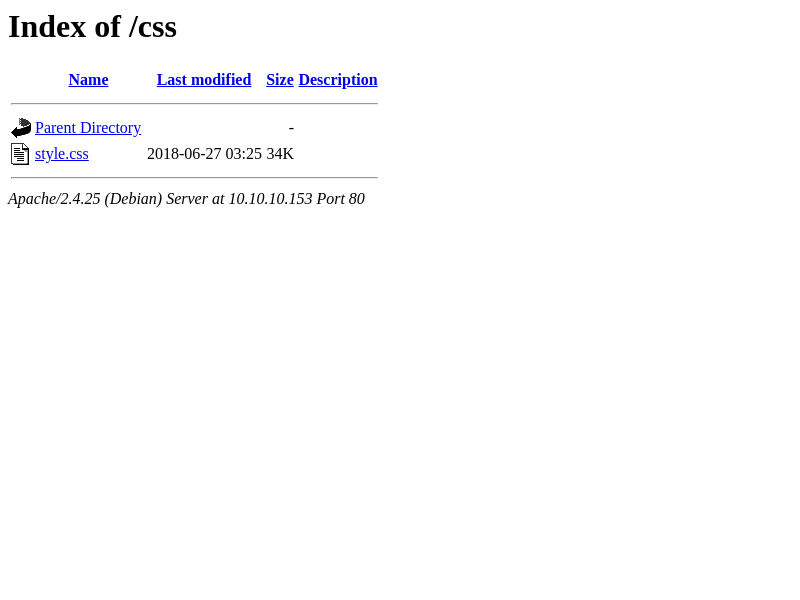 Index of /css
Name Last modified Size Description
Parent Directory -
style.css 2018-06-27 03:25 34K
Apache/2.4.25 (Debian) Server at 10.10.10.153 Port 80